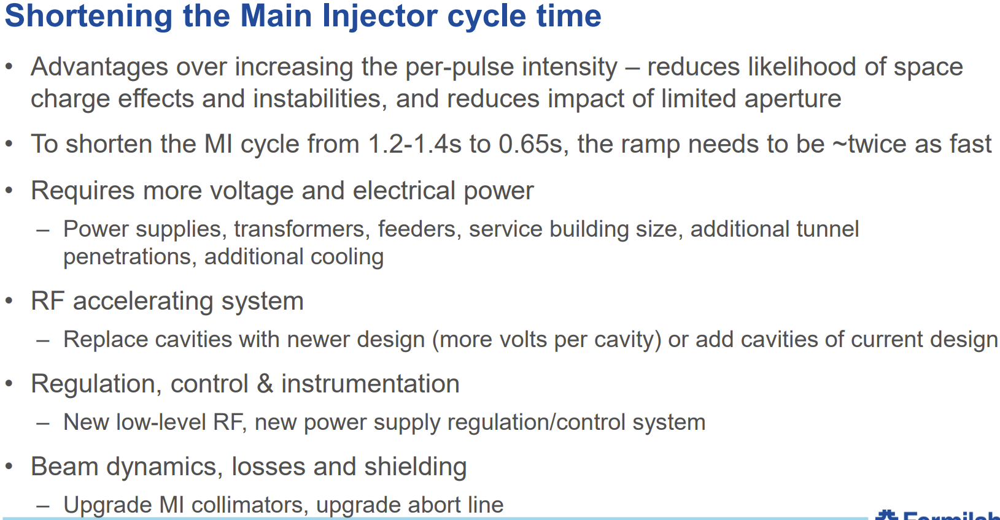 Shortening the Main Injector cycle time
• Advantages over increasing the per-pulse intensity – reduces likelihood of space
charge effects and instabilities, and reduces impact of limited aperture
• To shorten the MI cycle from 1.2-1.4s to 0.65s, the ramp needs to be ~twice as fast
• Requires more voltage and electrical power
– Power supplies, transformers, feeders, service building size, additional tunnel
penetrations, additional cooling
• RF accelerating system
– Replace cavities with newer design (more volts per cavity) or add cavities of current design
• Regulation, control & instrumentation
– New low-level RF, new power supply regulation/control system
• Beam dynamics, losses and shielding
– Upgrade MI collimators, upgrade abort line